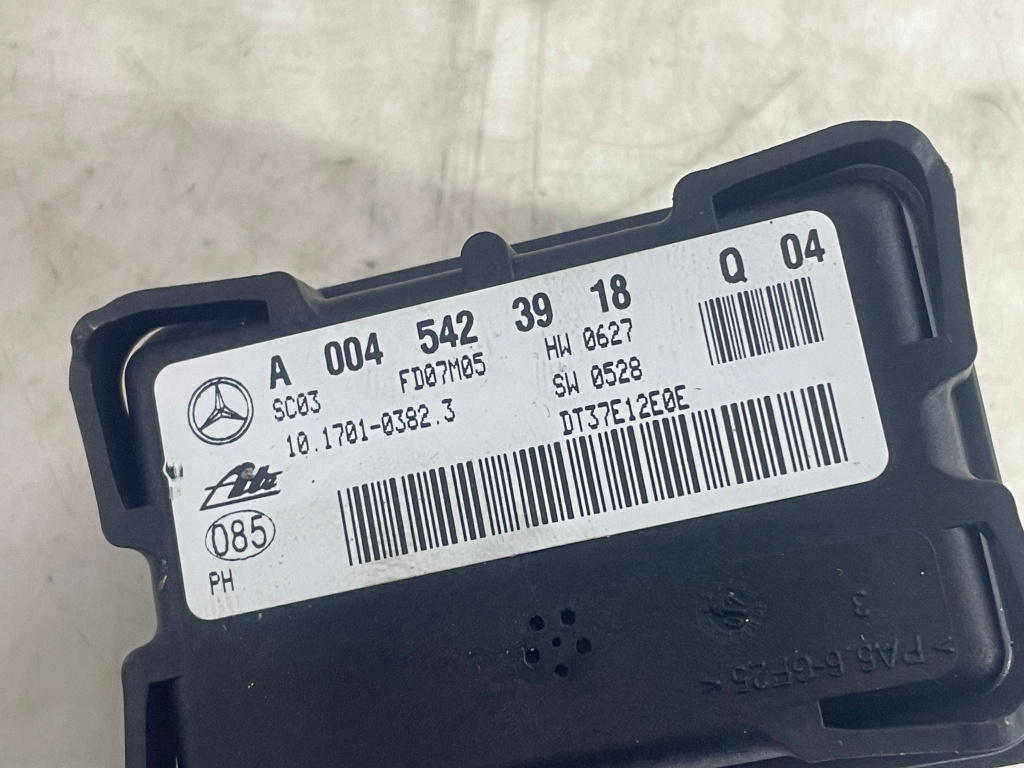 A 004 542 39 18 Q 04
SC03 FD07M05 HW 0627
10.1701-0382.3 SW 0528
DT37E12E0E
Ate
085
PH
3
>PA6.6-GF25<